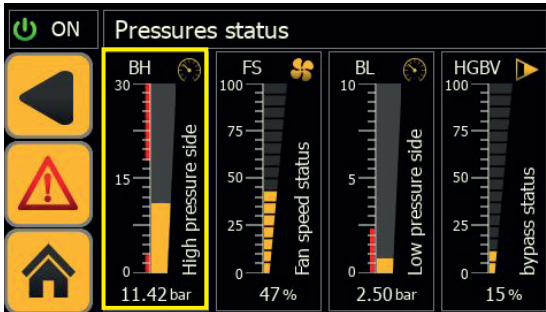 ON
Pressures status
BH
30
15
0
High pressure side
11.42 bar
FS
100
75
50
25
0
Fan speed status
47 %
BL
10
5
0
Low pressure side
2.50 bar
HGBV
100
75
50
25
0
bypass status
15 %